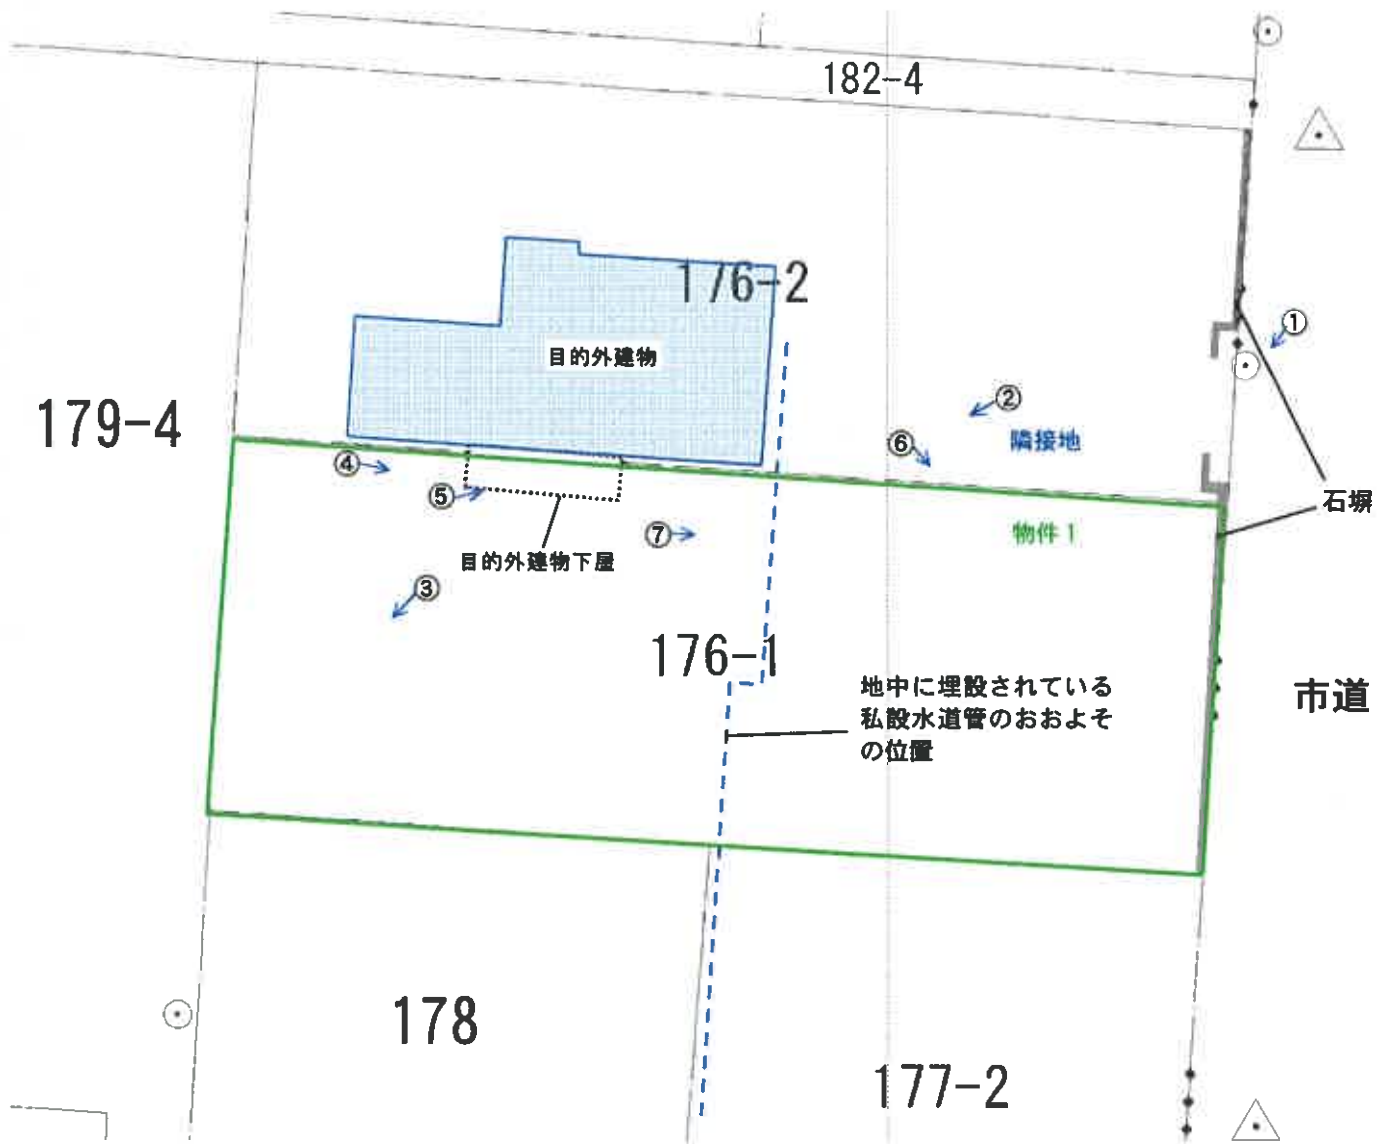 182-4
176-2
①
目的外建物
②
179-4
隣接地
⑥
④
⑤
石塀
⑦
物件1
目的外建物下屋
③
176-1
地中に埋設されている
私設水道管のおおよそ
の位置
市道
178
177-2